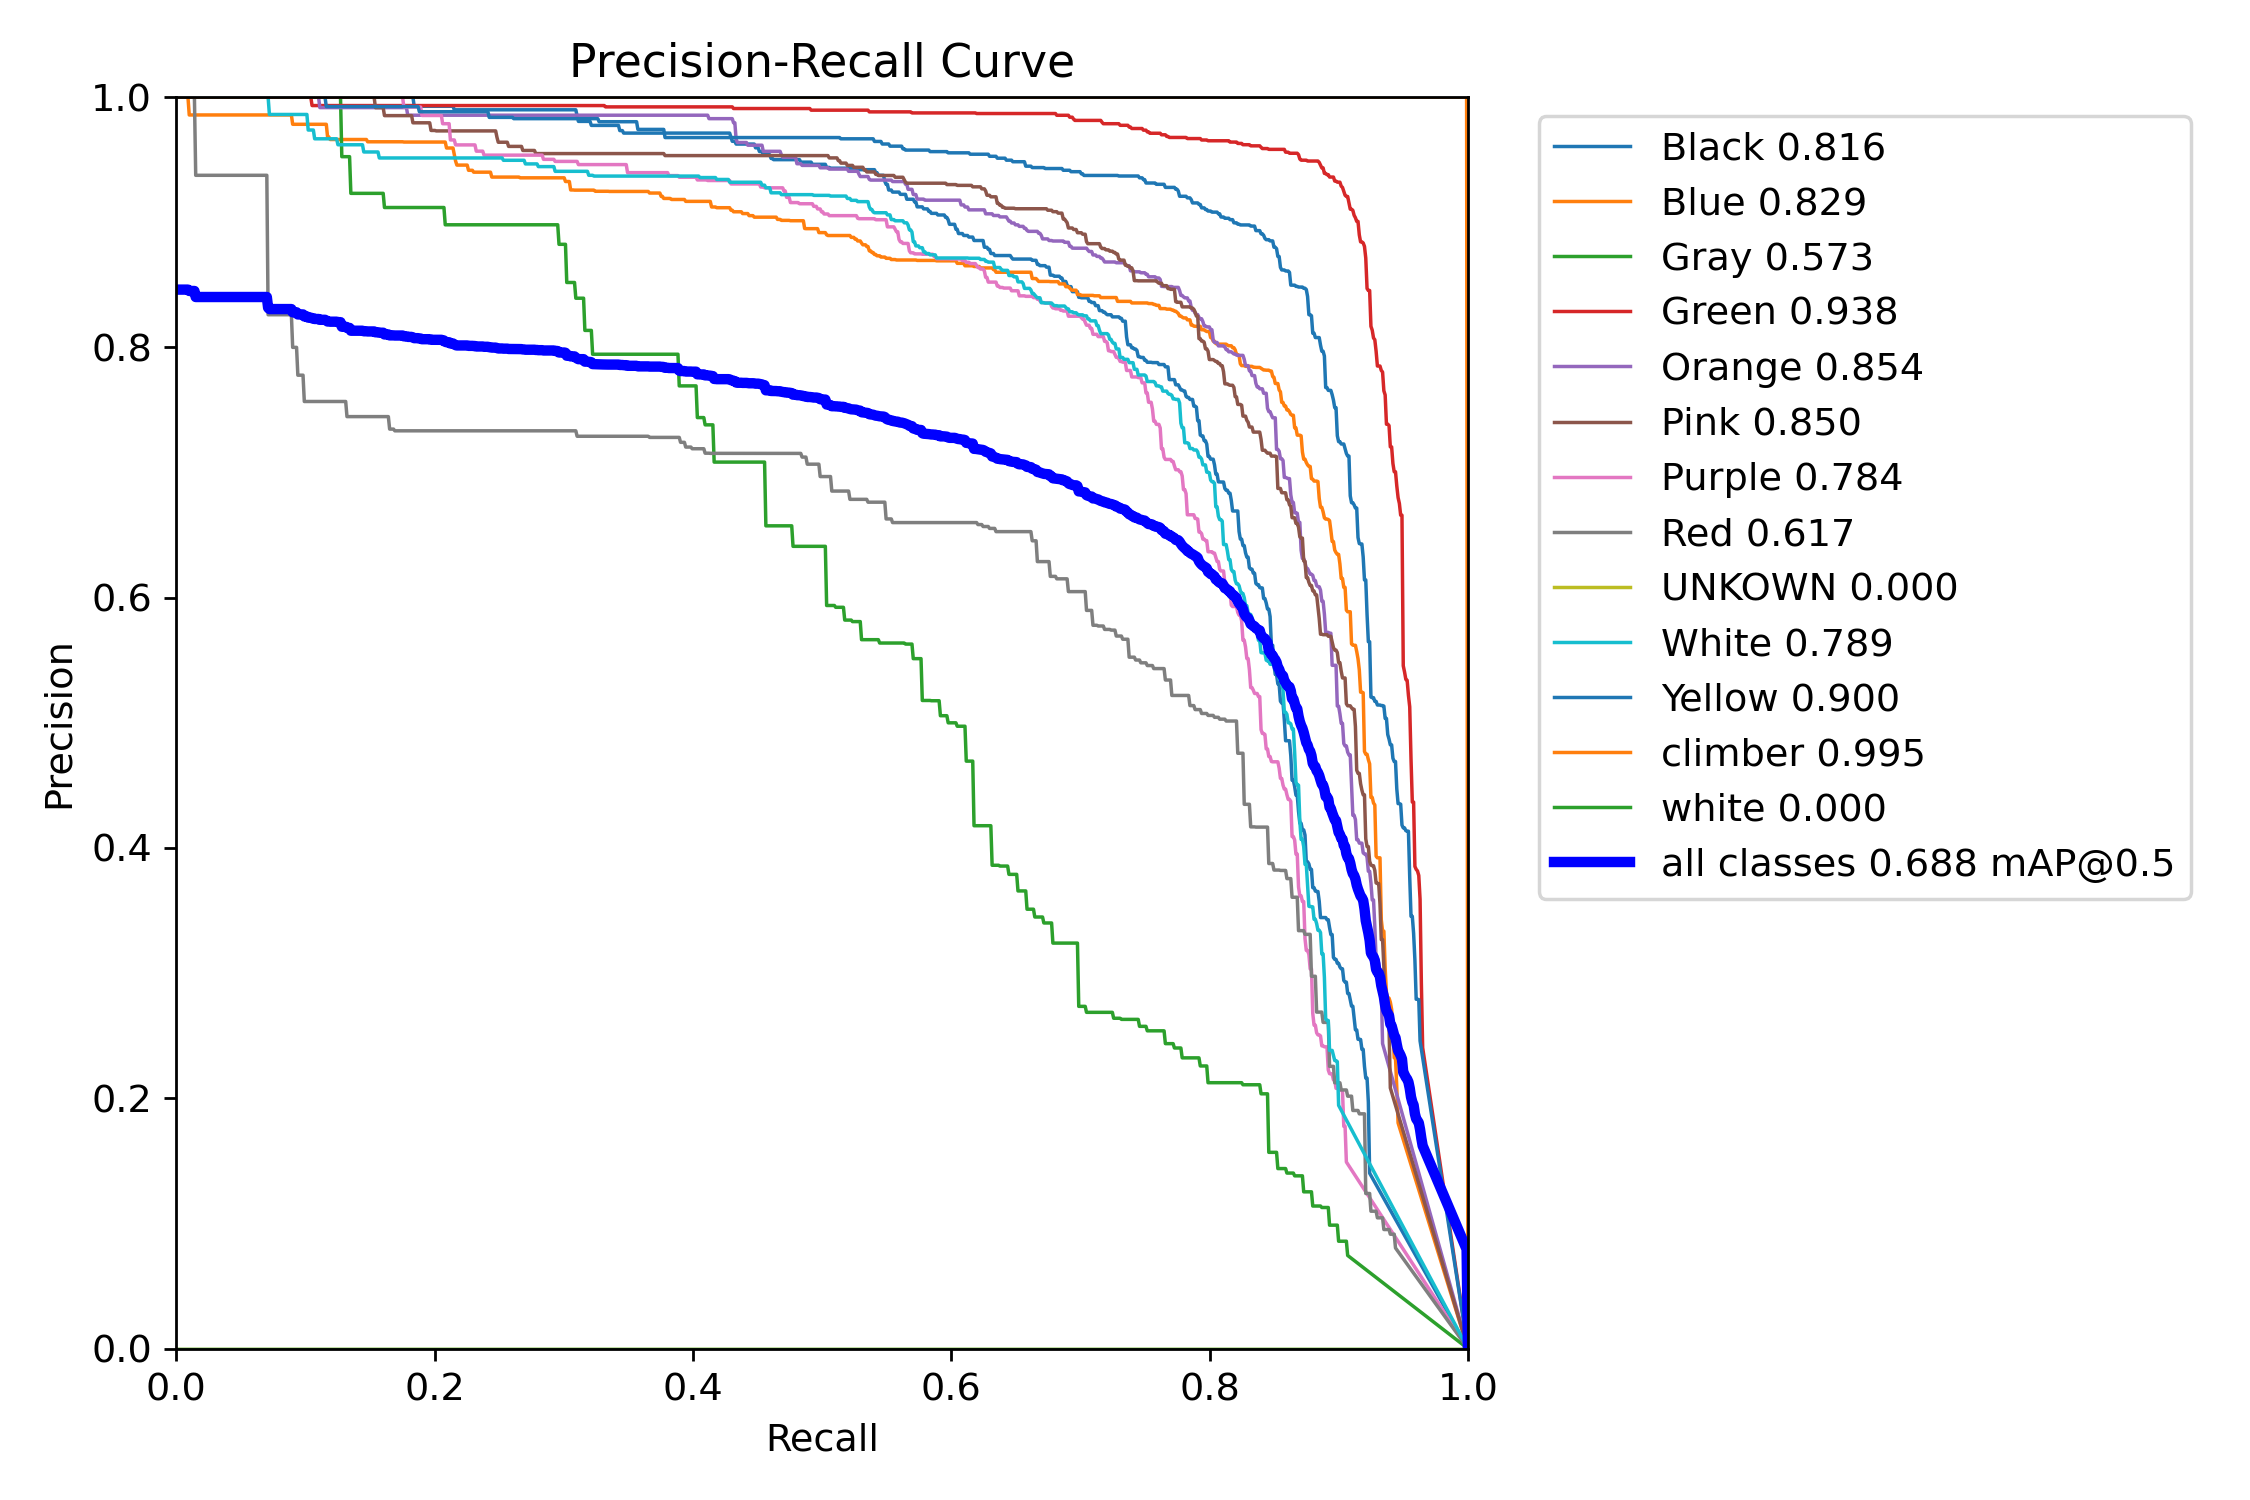 Precision-Recall Curve
1.0
0.8
0.6
0.4
0.2
0.0
Precision
0.0 0.2 0.4 0.6 0.8 1.0
Recall
Black 0.816
Blue 0.829
Gray 0.573
Green 0.938
Orange 0.854
Pink 0.850
Purple 0.784
Red 0.617
UNKOWN 0.000
White 0.789
Yellow 0.900
climber 0.995
white 0.000
all classes 0.688 mAP@0.5